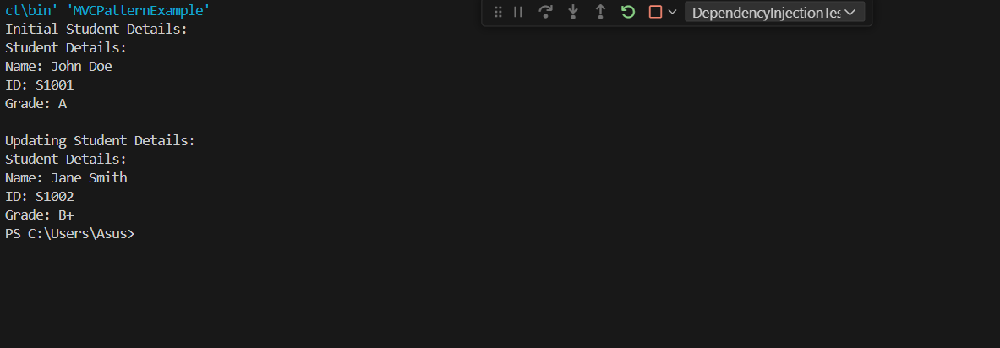 ct\bin' 'MVCPatternExample'
DependencyInjectionTes
Initial Student Details:
Student Details:
Name: John Doe
ID: S1001
Grade: A
Updating Student Details:
Student Details:
Name: Jane Smith
ID: S1002
Grade: B+
PS C:\Users\Asus>